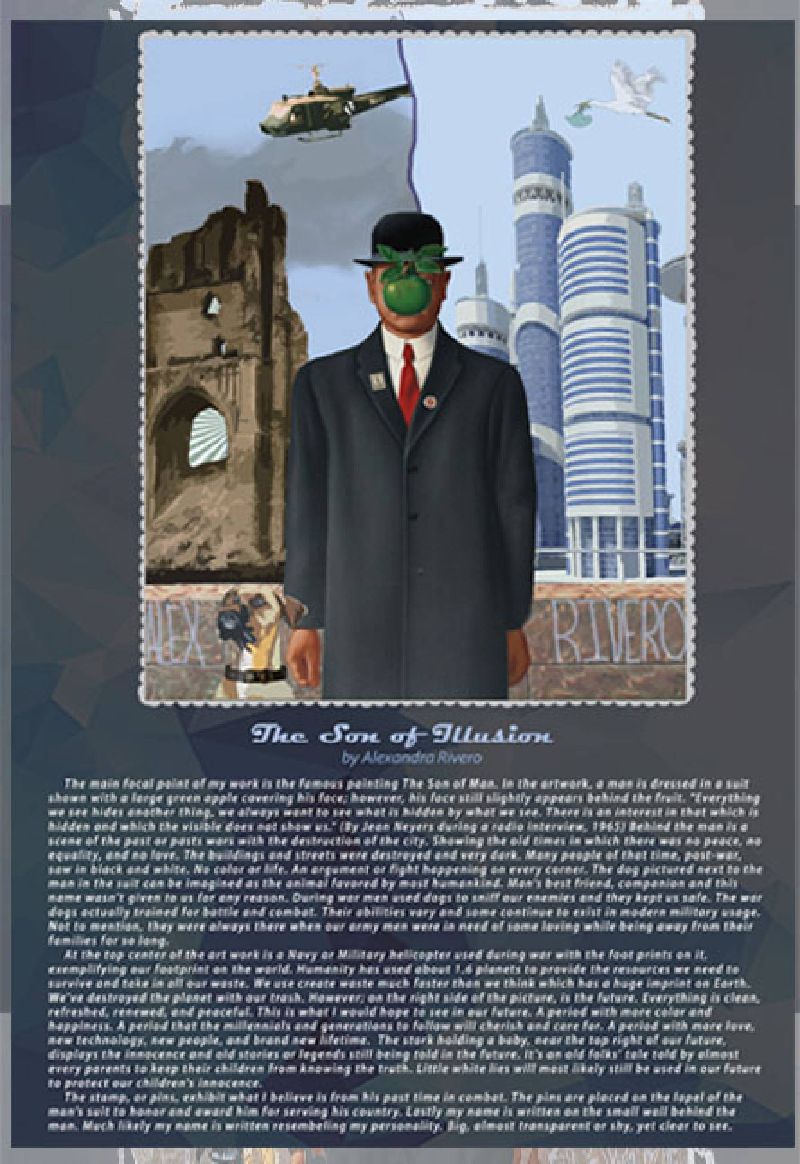 ALEX
RIVERO
The Son of Illusion
by Alexandra Rivero
The main focal point of my work is the famous painting The Son of Man. In the artwork, a man is dressed in a suit
shown with a large green apple covering his face; however, his face still slightly appears behind the fruit. "Everything
we see hides another thing, we always want to see what is hidden by what we see. There is an interest in that which is
hidden and which the visible does not show us." (By Jean Neyers during a radio interview, 1965) Behind the man is a
scene of the past or pasts wars with the destruction of the city. Showing the old times in which there was no peace, no
equality, and no love. The buildings and streets were destroyed and very dark. Many people of that time, post-war,
saw in black and white. No color or life. An argument or fight happening on every corner. The dog pictured next to the
man in the suit can be imagined as the animal favored by most humankind. Man's best friend, companion and this
name wasn't given to us for any reason. During war men used dogs to sniff our enemies and they kept us safe. The war
dogs actually trained for battle and combat. Their abilities vary and some continue to exist in modern military usage.
Not to mention, they were always there when our army men were in need of some loving while being away from their
families for so long.
At the top center of the art work is a Navy or Military helicopter used during war with the foot prints on it,
exemplifying our footprint on the world. Humanity has used about 1.6 planets to provide the resources we need to
survive and take in all our waste. We use create waste much faster than we think which has a huge imprint on Earth.
We've destroyed the planet with our trash. However; on the right side of the picture, is the future. Everything is clean,
refreshed, renewed, and peaceful. This is what I would hope to see in our future. A period with more color and
happiness. A period that the millennials and generations to follow will cherish and care for. A period with more love,
new technology, new people, and brand new lifetime. The stork holding a baby, near the top right of our future,
displays the innocence and old stories or legends still being told in the future. It's an old folks' tale told by almost
every parents to keep their children from knowing the truth. Little white lies will most likely still be used in our future
to protect our children's innocence.
The stamp, or pins, exhibit what I believe is from his past time in combat. The pins are placed on the lapel of the
man's suit to honor and award him for serving his country. Lastly my name is written on the small wall behind the
man. Much likely my name is written resembeling my personality. Big, almost transparent or shy, yet clear to see.